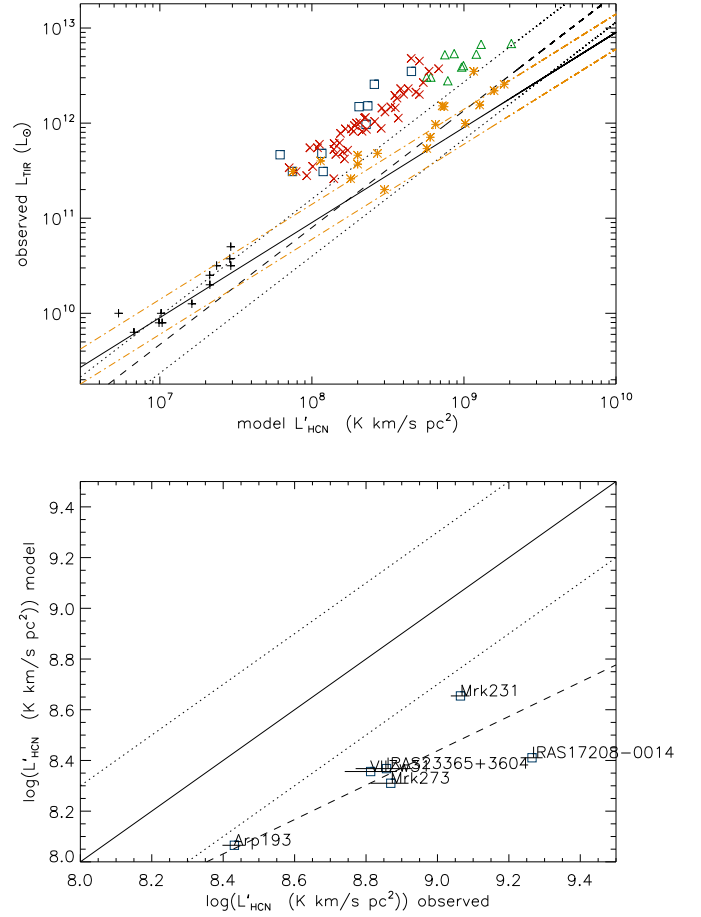 10^13
10^12
10^11
10^10
observed L_TIR (L_☉)
10^7
10^8
10^9
10^10
model L'_HCN (K km/s pc^2)
9.4
9.2
9.0
8.8
8.6
8.4
8.2
8.0
log(L'_HCN (K km/s pc^2)) model
Mrk231
IRAS17208-0014
IRAS23365+3604
Mrk273
Arp193
8.0
8.2
8.4
8.6
8.8
9.0
9.2
9.4
log(L'_HCN (K km/s pc^2)) observed